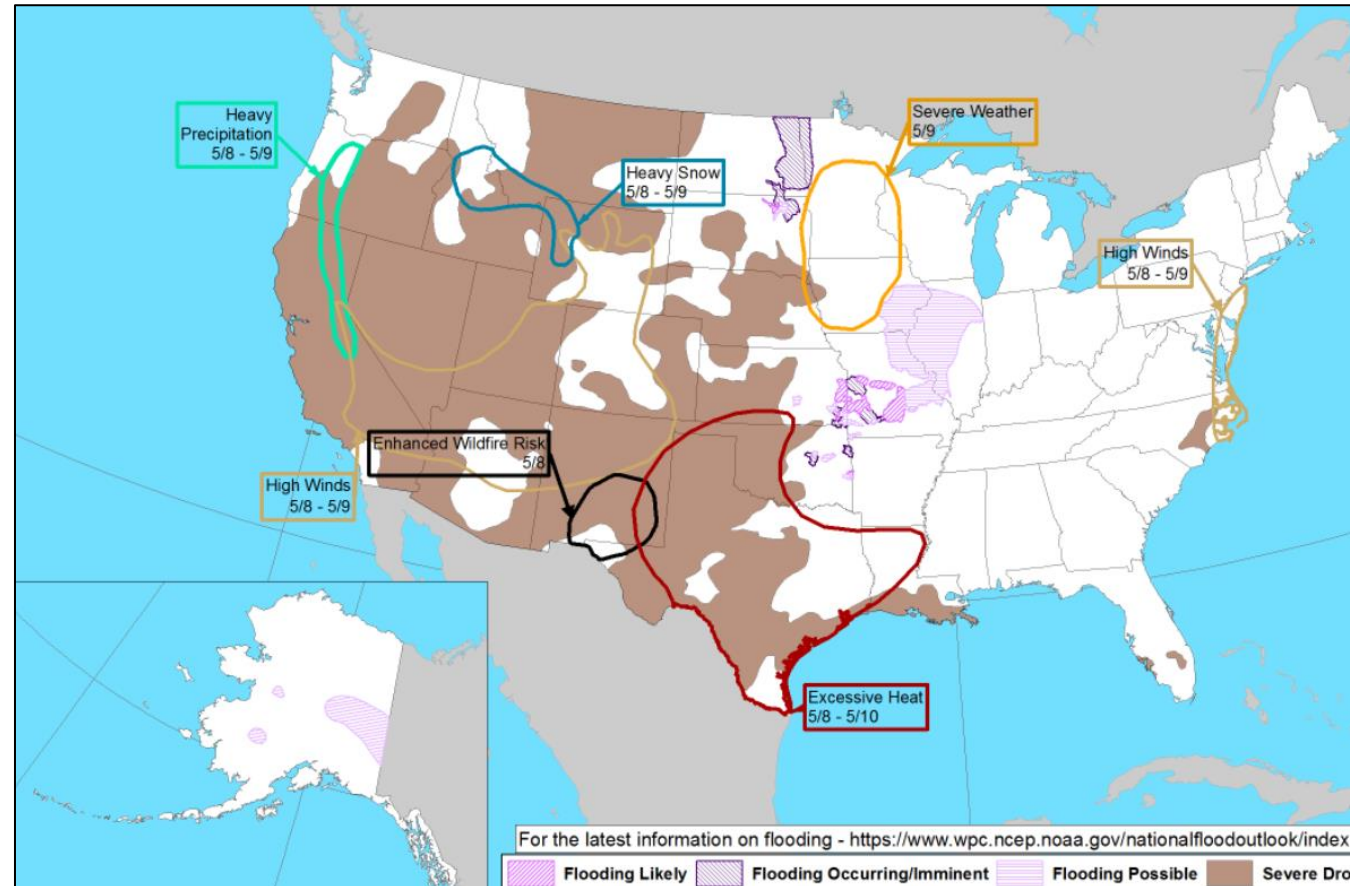 Heavy
Precipitation
5/8 - 5/9
Severe Weather
5/9
Heavy Snow
5/8 - 5/9
High Winds
5/8 - 5/9
Enhanced Wildfire Risk
5/8
High Winds
5/8 - 5/9
Excessive Heat
5/8 - 5/10
For the latest information on flooding - https://www.wpc.ncep.noaa.gov/nationalfloodoutlook/index
Flooding Likely Flooding Occurring/Imminent Flooding Possible Severe Dro